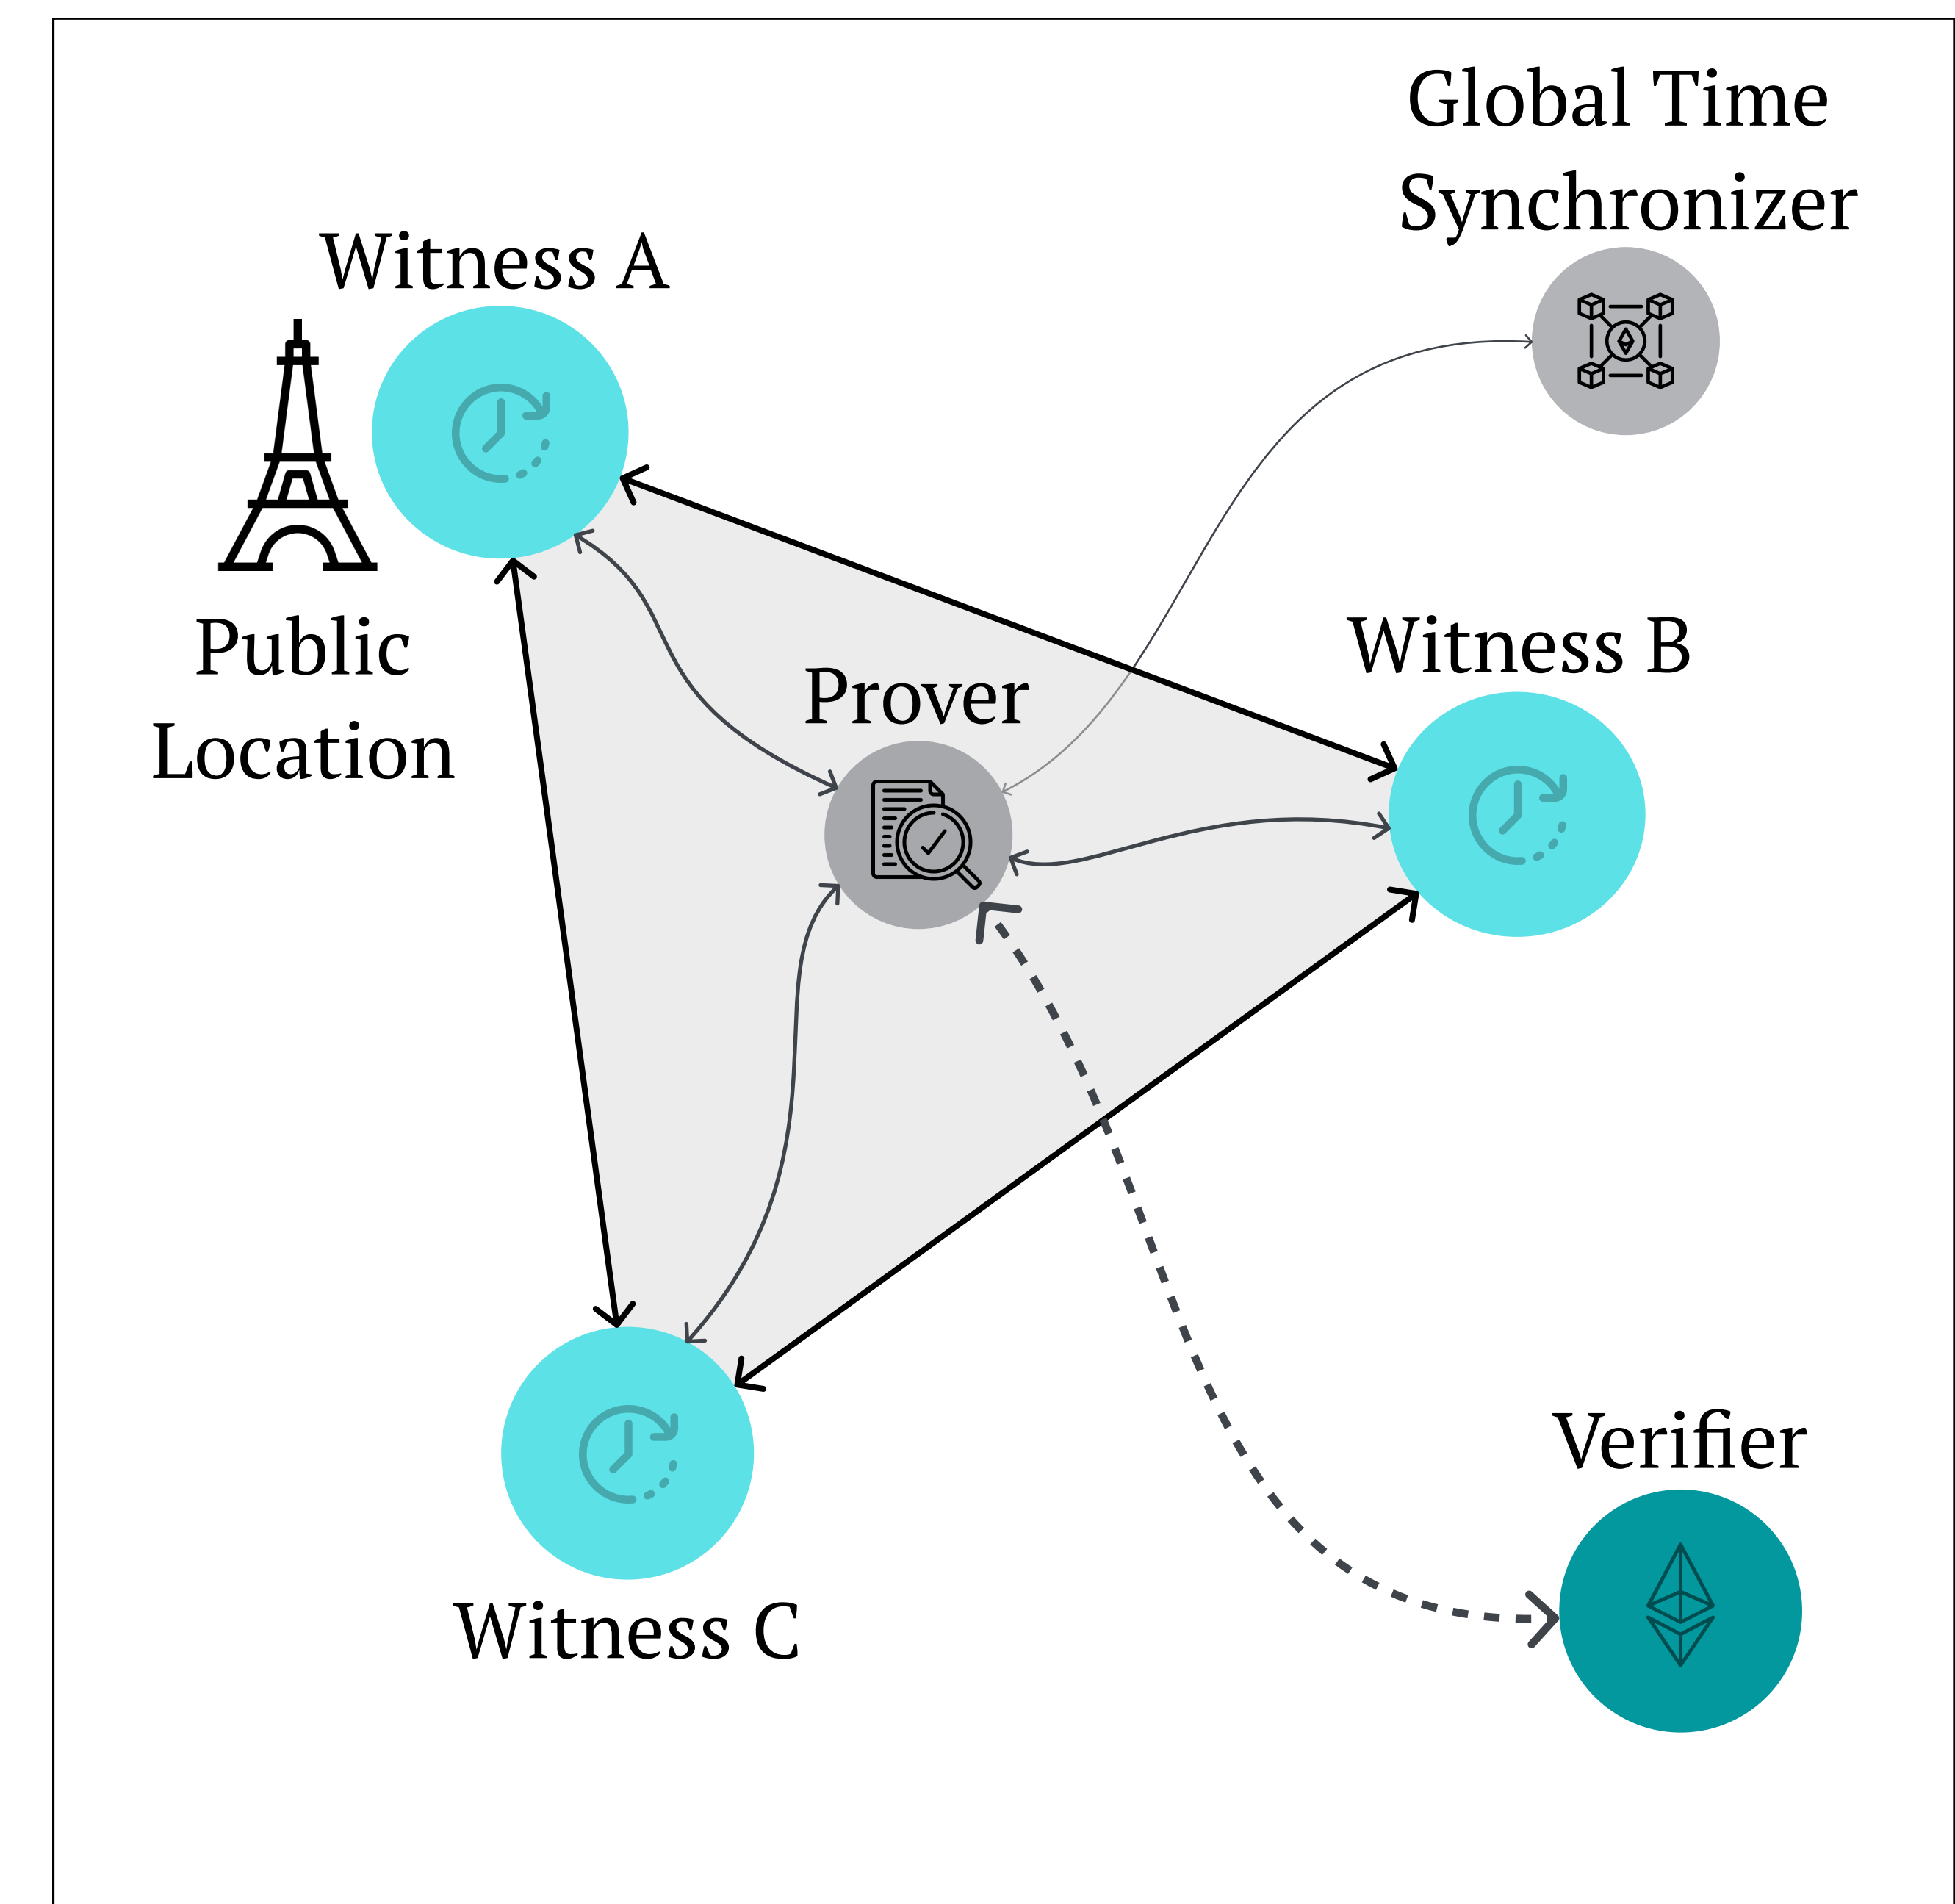 Global Time
Synchronizer
Witness A
Public
Location
Prover
Witness B
Verifier
Witness C